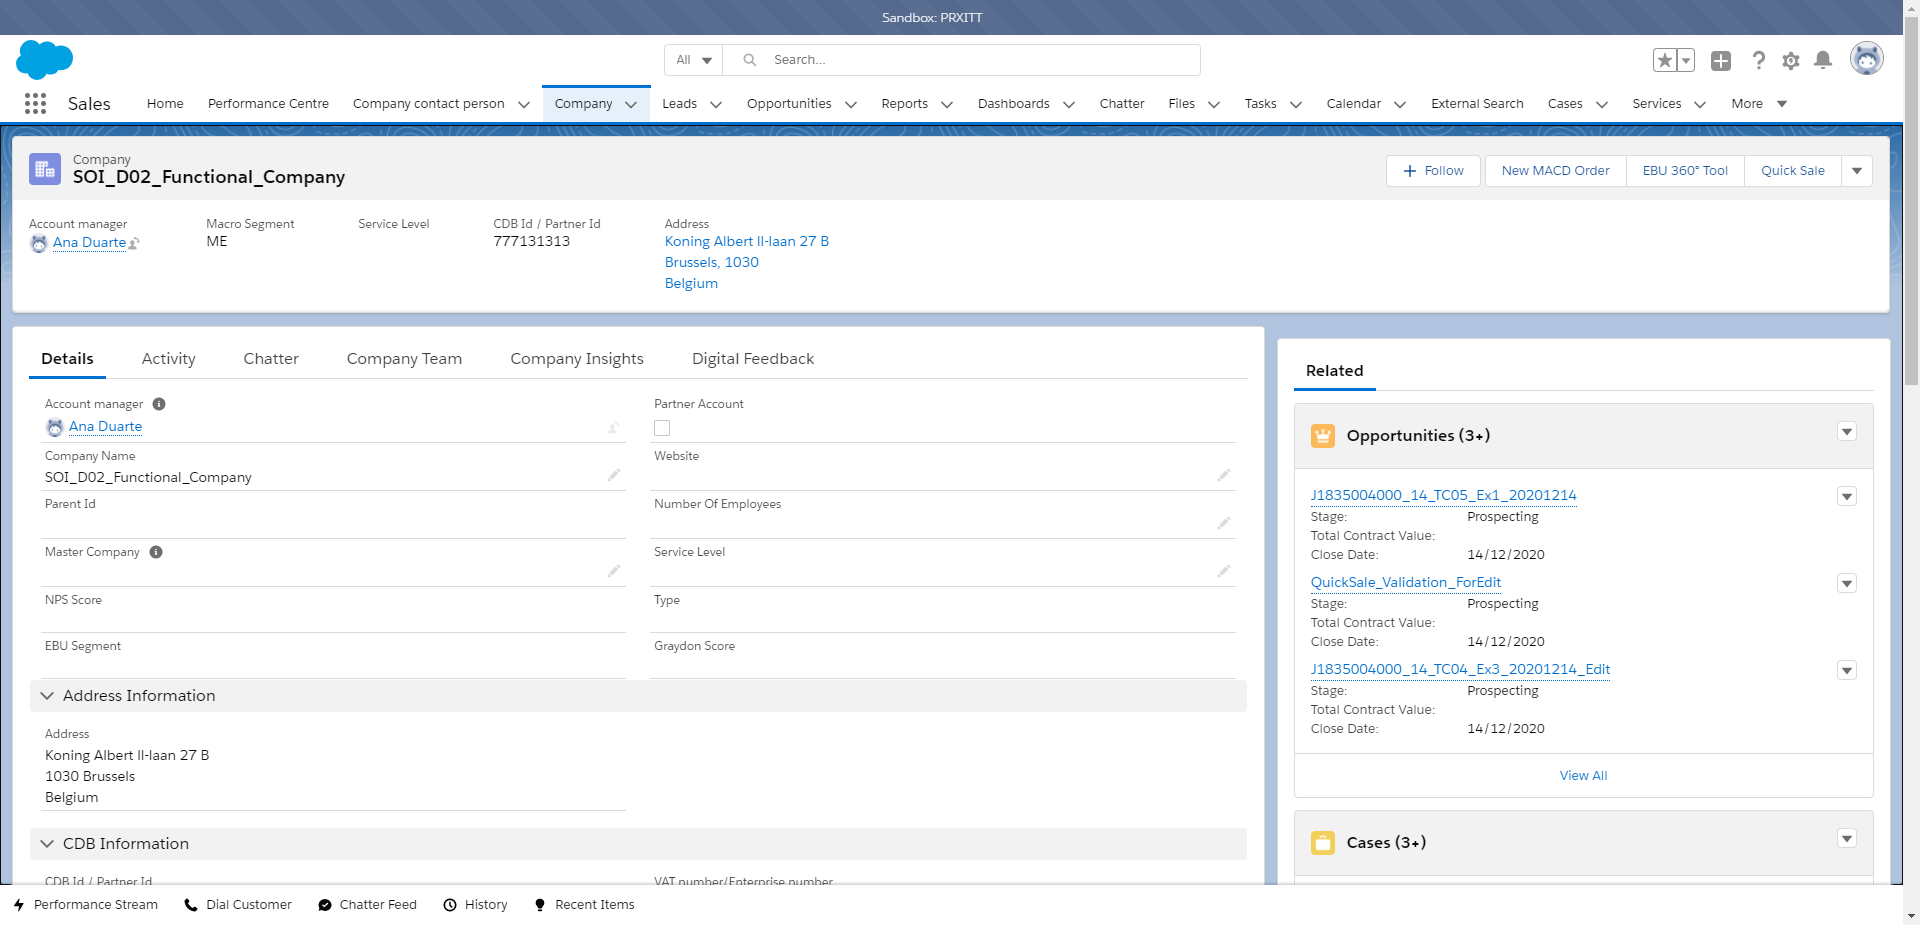 Sandbox: PRXITT
All
Search...
Sales
Home
Performance Centre
Company contact person
Company
Leads
Opportunities
Reports
Dashboards
Chatter
Files
Tasks
Calendar
External Search
Cases
Services
More
Company
SOI_D02_Functional_Company
Follow
New MACD Order
EBU 360° Tool
Quick Sale
Account manager
Ana Duarte
Macro Segment
ME
Service Level
CDB Id / Partner Id
777131313
Address
Koning Albert II-laan 27 B
Brussels, 1030
Belgium
Details
Activity
Chatter
Company Team
Company Insights
Digital Feedback
Account manager
Ana Duarte
Partner Account
Company Name
SOI_D02_Functional_Company
Website
Parent Id
Number Of Employees
Master Company
Service Level
NPS Score
Type
EBU Segment
Graydon Score
Address Information
Address
Koning Albert II-laan 27 B
1030 Brussels
Belgium
CDB Information
CDB Id / Partner Id
VAT number/Enterprise number
Related
Opportunities (3+)
J1835004000_14_TC05_Ex1_20201214
Stage: Prospecting
Total Contract Value:
Close Date: 14/12/2020
QuickSale_Validation_ForEdit
Stage: Prospecting
Total Contract Value:
Close Date: 14/12/2020
J1835004000_14_TC04_Ex3_20201214_Edit
Stage: Prospecting
Total Contract Value:
Close Date: 14/12/2020
View All
Cases (3+)
Performance Stream
Dial Customer
Chatter Feed
History
Recent Items